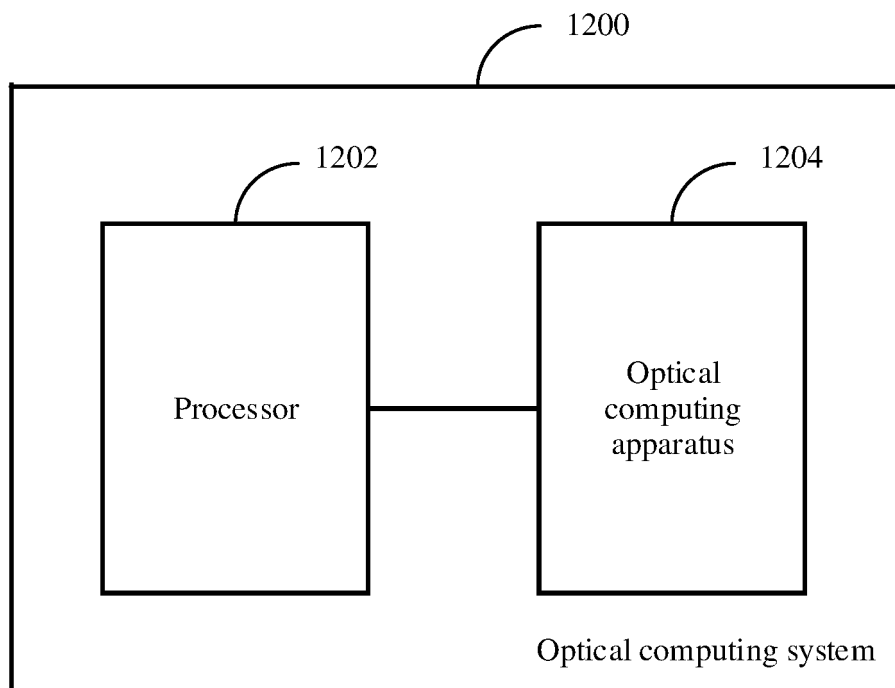 1200
1202
1204
Processor
Optical
computing
apparatus
Optical computing system